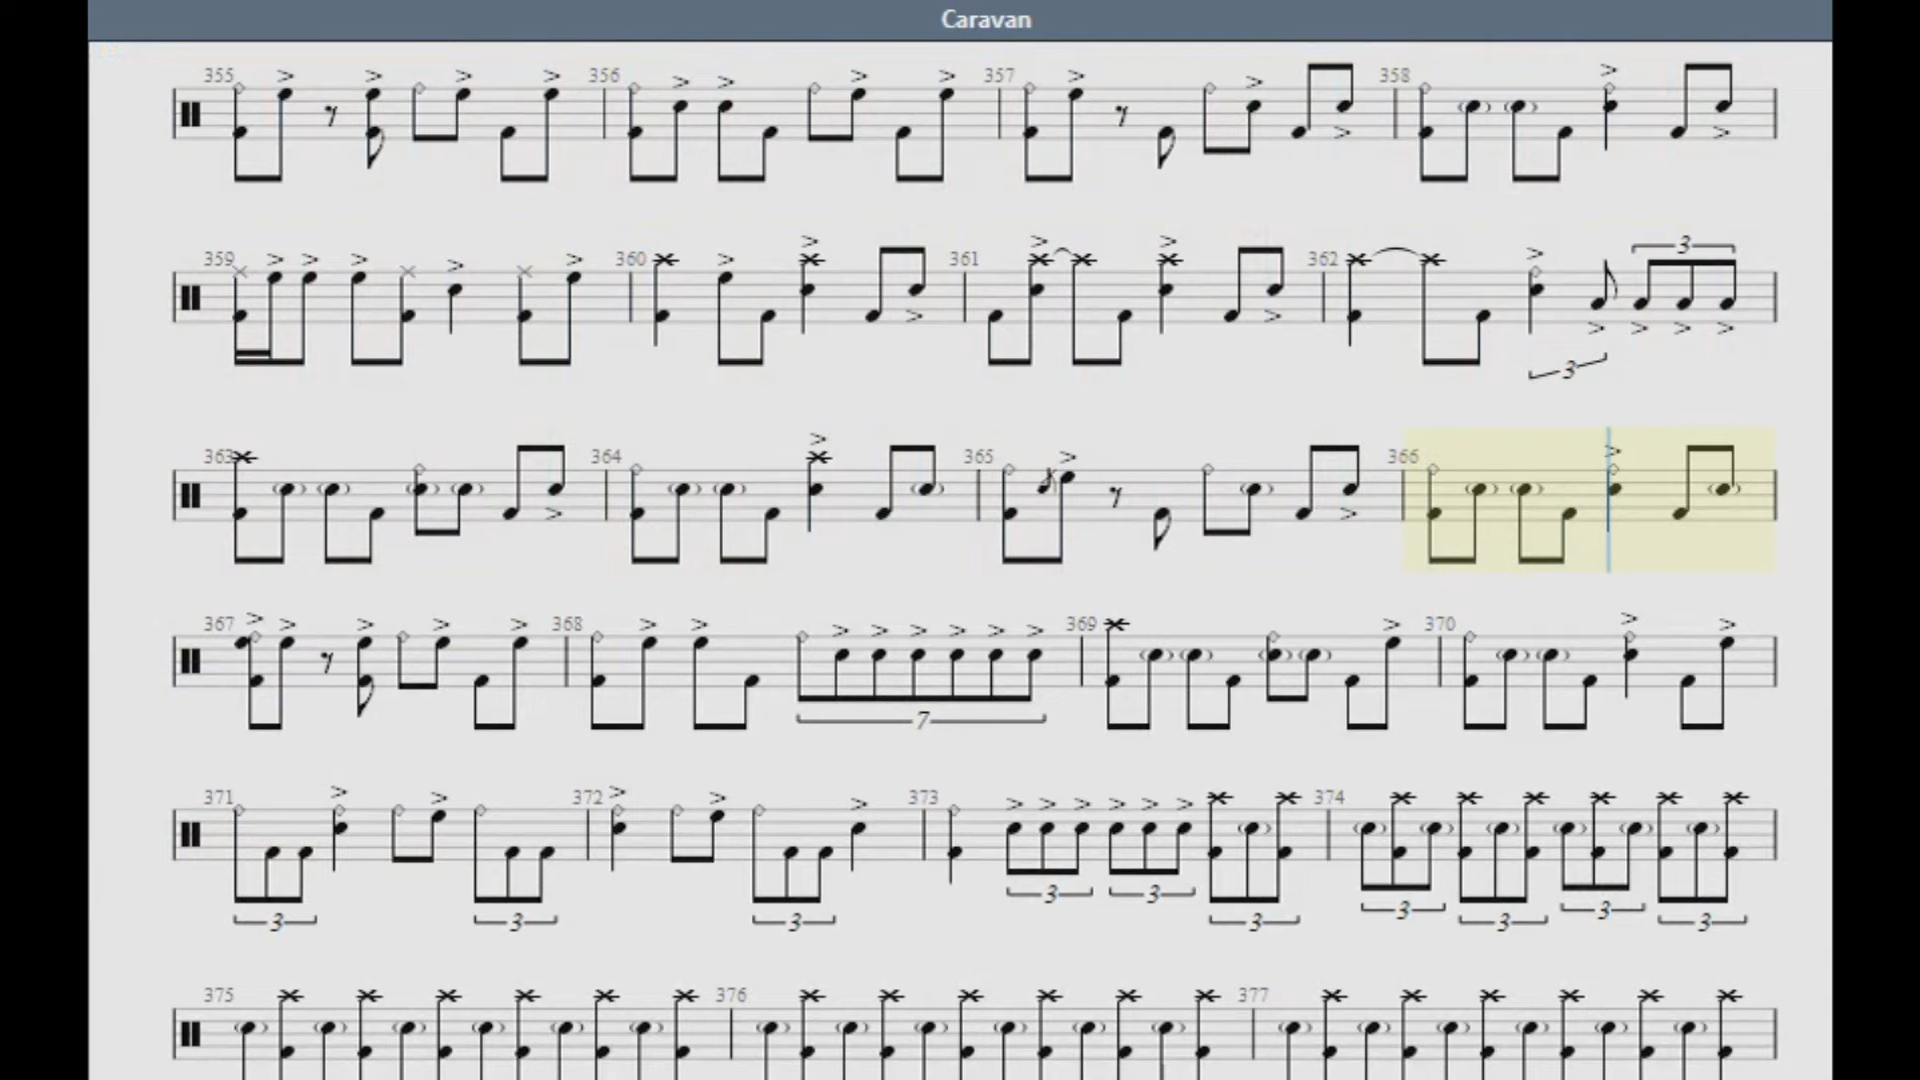 Caravan
355 356 357 358
359 360 361 362 3
3
363 364 365 366
367 368 369 370
7
371 372 373 374
3 3 3 3 3 3 3 3 3 3
375 376 377